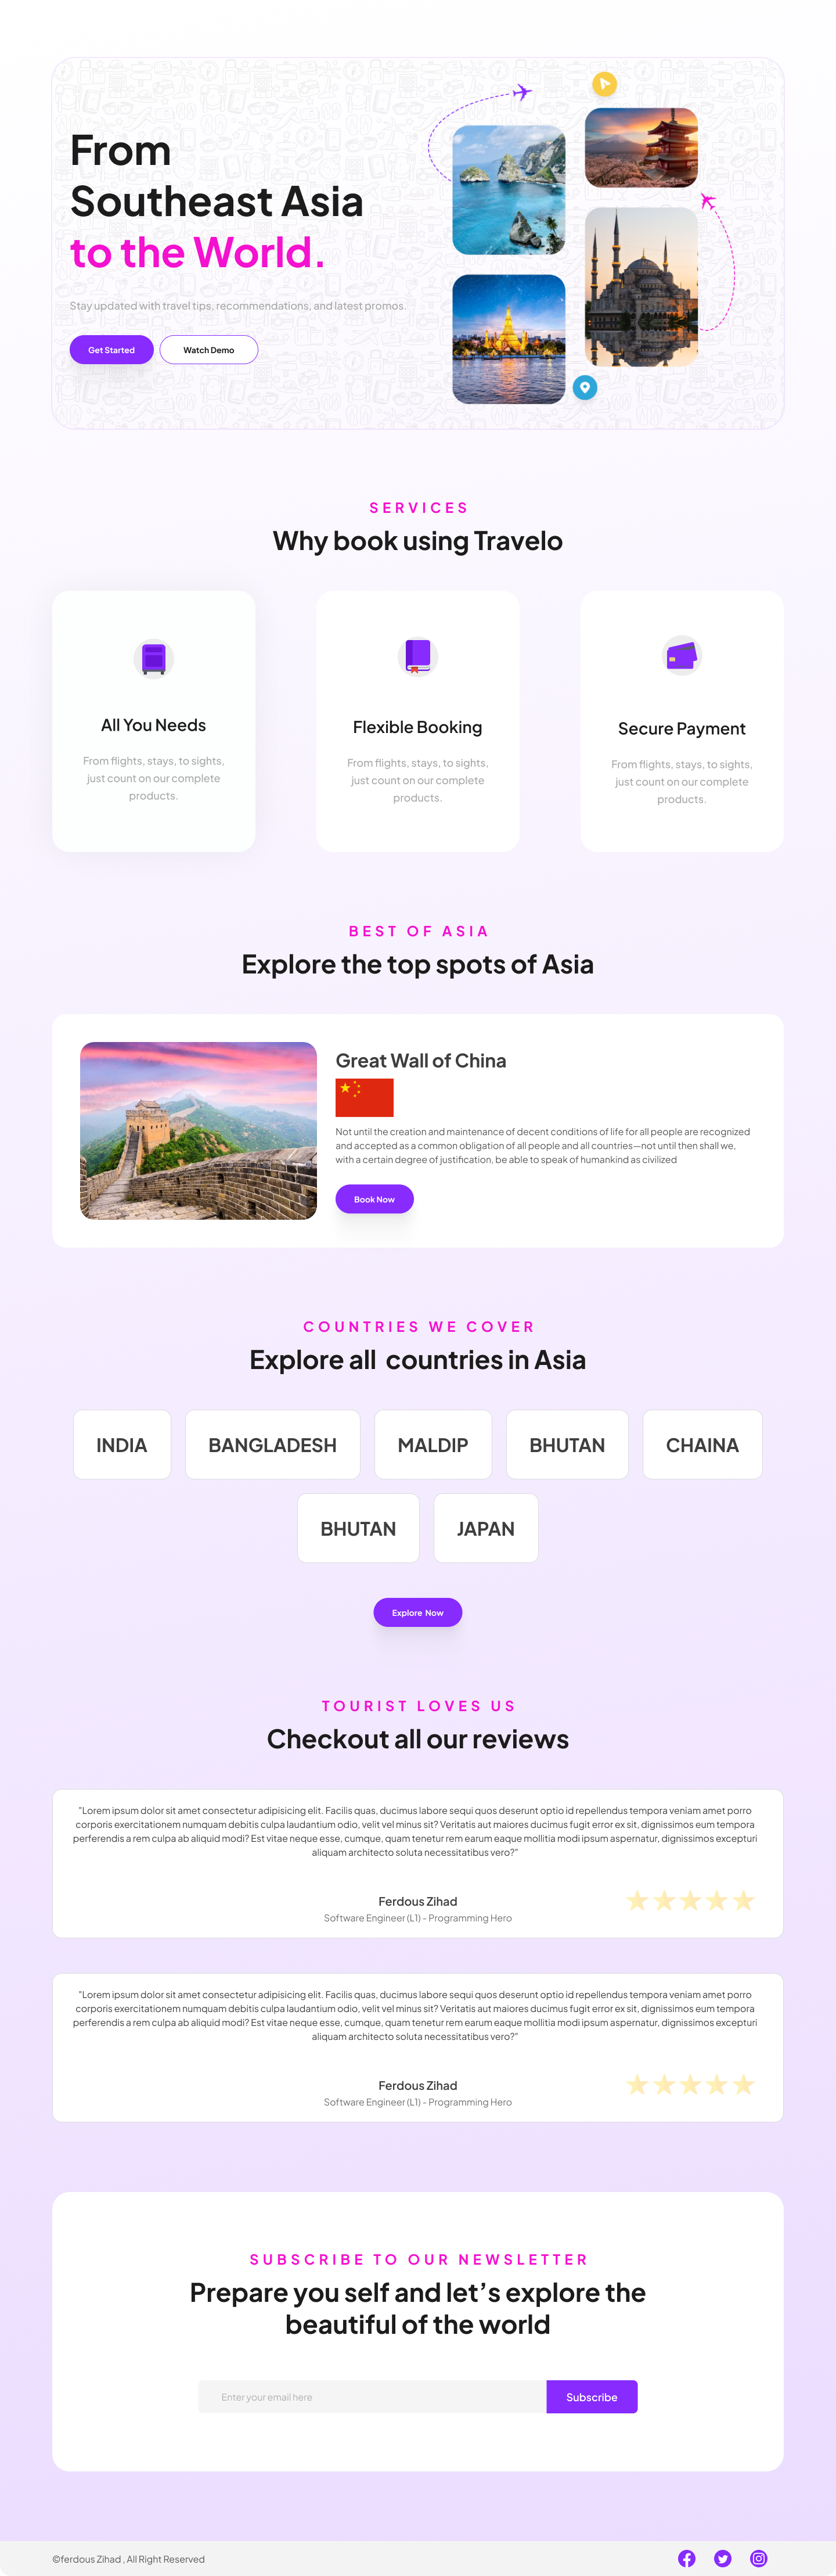 From
Southeast Asia
to the World.
Stay updated with travel tips, recommendations, and latest promos.
Get Started
Watch Demo
SERVICES
Why book using Travelo
All You Needs
From flights, stays, to sights,
just count on our complete
products.
Flexible Booking
From flights, stays, to sights,
just count on our complete
products.
Secure Payment
From flights, stays, to sights,
just count on our complete
products.
BEST OF ASIA
Explore the top spots of Asia
Great Wall of China
Not until the creation and maintenance of decent conditions of life for all people are recognized
and accepted as a common obligation of all people and all countries—not until then shall we,
with a certain degree of justification, be able to speak of humankind as civilized
Book Now
COUNTRIES WE COVER
Explore all countries in Asia
INDIA
BANGLADESH
MALDIP
BHUTAN
CHAINA
BHUTAN
JAPAN
Explore Now
TOURIST LOVES US
Checkout all our reviews
"Lorem ipsum dolor sit amet consectetur adipisicing elit. Facilis quas, ducimus labore sequi quos deserunt optio id repellendus tempora veniam amet porro
corporis exercitationem numquam debitis culpa laudantium odio, velit vel minus sit? Veritatis aut maiores ducimus fugit error ex sit, dignissimos eum tempora
perferendis a rem culpa ab aliquid modi? Est vitae neque esse, cumque, quam tenetur rem earum eaque mollitia modi ipsum aspernatur, dignissimos excepturi
aliquam architecto soluta necessitatibus vero?"
Ferdous Zihad
Software Engineer (L1) - Programming Hero
"Lorem ipsum dolor sit amet consectetur adipisicing elit. Facilis quas, ducimus labore sequi quos deserunt optio id repellendus tempora veniam amet porro
corporis exercitationem numquam debitis culpa laudantium odio, velit vel minus sit? Veritatis aut maiores ducimus fugit error ex sit, dignissimos eum tempora
perferendis a rem culpa ab aliquid modi? Est vitae neque esse, cumque, quam tenetur rem earum eaque mollitia modi ipsum aspernatur, dignissimos excepturi
aliquam architecto soluta necessitatibus vero?"
Ferdous Zihad
Software Engineer (L1) - Programming Hero
SUBSCRIBE TO OUR NEWSLETTER
Prepare you self and let’s explore the
beautiful of the world
Enter your email here
Subscribe
©ferdous Zihad , All Right Reserved